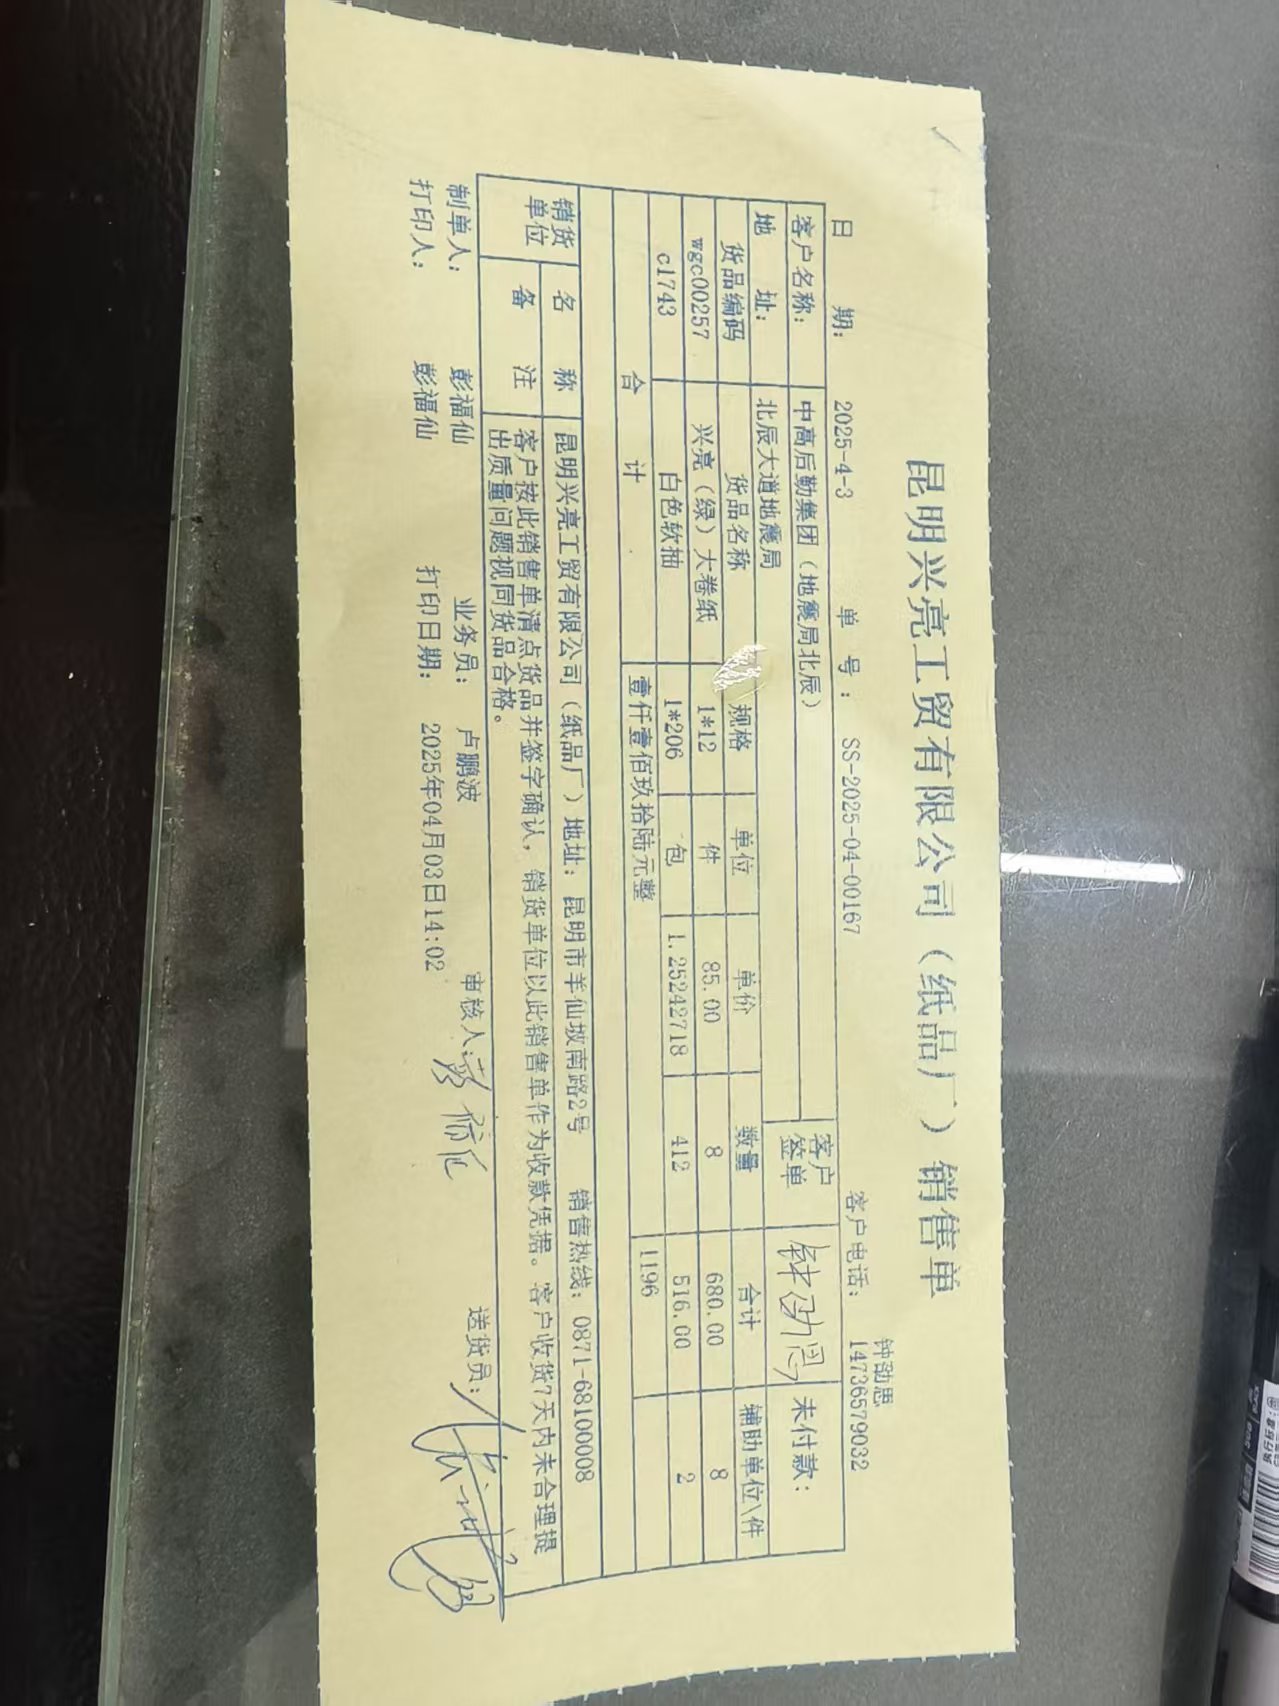 昆明兴亮工贸有限公司（纸品厂）销售单
钟劭思
日 期： 2025-4-3 单 号： SS-2025-04-00167 客户电话： 14736579032
客户名称： 中高后勤集团（地震局北辰） 客户签单 钟劭思 未付款：
地 址： 北辰大道地震局
货品编码 货品名称 规格 单位 单价 数量 合计 辅助单位\件
wgc00257 兴亮（绿）大卷纸 1*12 件 85.00 8 680.00 8
c1743 白色软抽 1*206 包 1.25242718 412 516.00 2
合 计 壹仟壹佰玖拾陆元整 1196
销货单位 名 称 昆明兴亮工贸有限公司（纸品厂）地址：昆明市羊仙坡南路2号 销售热线：0871-68100008
备 注 客户按此销售单清点货品并签字确认，销货单位以此销售单作为收款凭据。客户收货7天内未合理提
出质量问题视同货品合格。
制单人： 彭福仙 业务员： 卢鹏波 审核人 送货员：
打印人： 彭福仙 打印日期： 2025年04月03日14:02